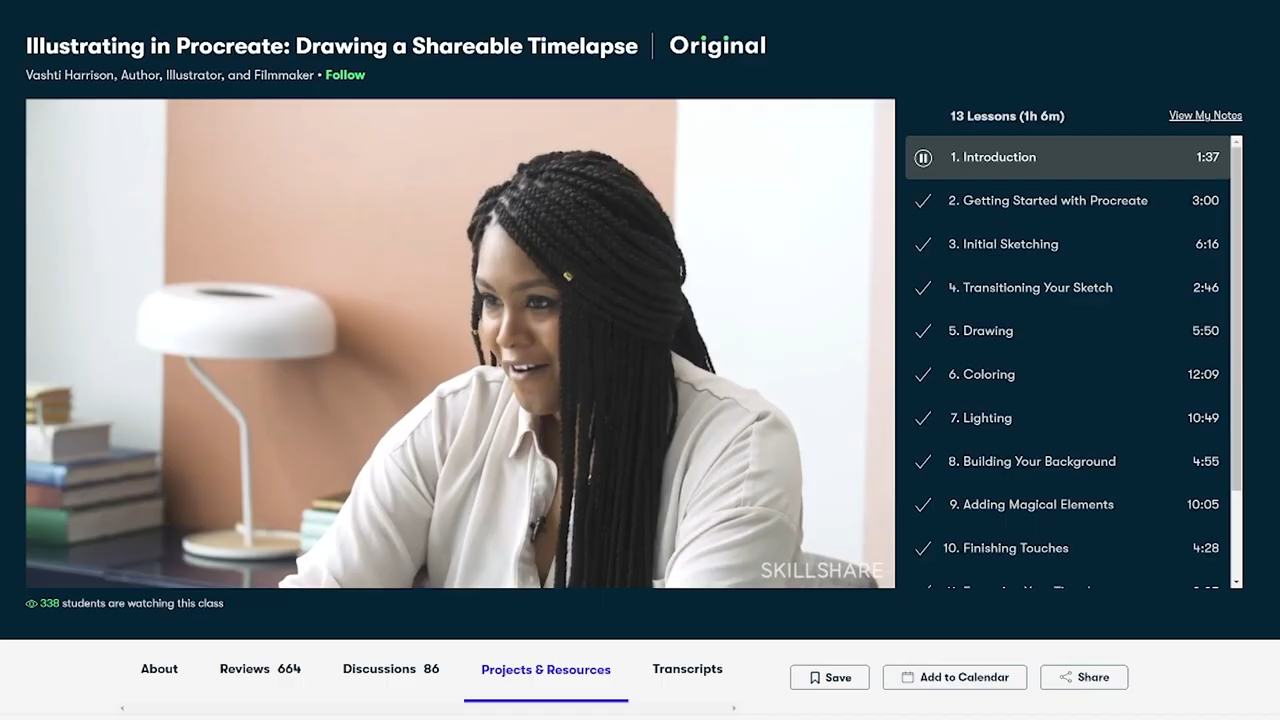 Illustrating in Procreate: Drawing a Shareable Timelapse | Original
Vashti Harrison, Author, Illustrator, and Filmmaker • Follow
13 Lessons (1h 6m) View My Notes
1. Introduction 1:37
2. Getting Started with Procreate 3:00
3. Initial Sketching 6:16
4. Transitioning Your Sketch 2:46
5. Drawing 5:50
6. Coloring 12:09
7. Lighting 10:49
8. Building Your Background 4:55
9. Adding Magical Elements 10:05
10. Finishing Touches 4:28
SKILLSHARE
338 students are watching this class
About Reviews 664 Discussions 86 Projects & Resources Transcripts Save Add to Calendar Share